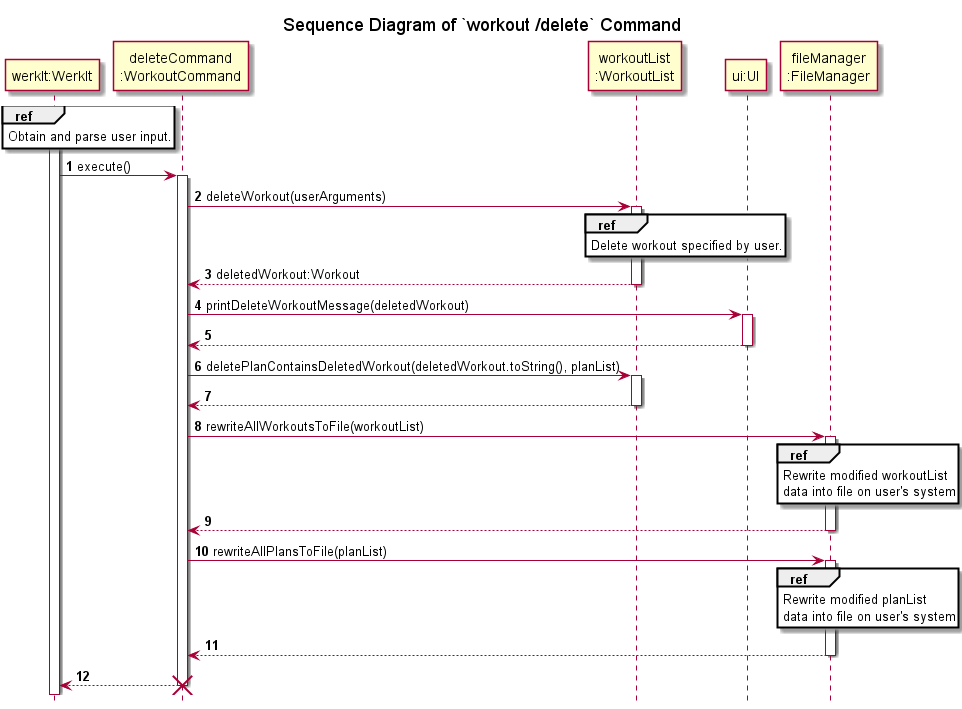 Sequence Diagram of `workout /delete` Command
werkIt:WerkIt
deleteCommand
:WorkoutCommand
workoutList
:WorkoutList
ui:UI
fileManager
:FileManager
ref
Obtain and parse user input.
1 execute()
2 deleteWorkout(userArguments)
ref
Delete workout specified by user.
3 deletedWorkout:Workout
4 printDeleteWorkoutMessage(deletedWorkout)
5
6 deletePlanContainsDeletedWorkout(deletedWorkout.toString(), planList)
7
8 rewriteAllWorkoutsToFile(workoutList)
ref
Rewrite modified workoutList
data into file on user's system
9
10 rewriteAllPlansToFile(planList)
ref
Rewrite modified planList
data into file on user's system
11
12